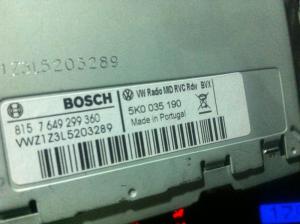 1Z3L5203289
BOSCH
VW Radio MID RVC Rdw BVX
815 7 649 299 360
5K0 035 190
VWZ1Z3L5203289
Made in Portugal